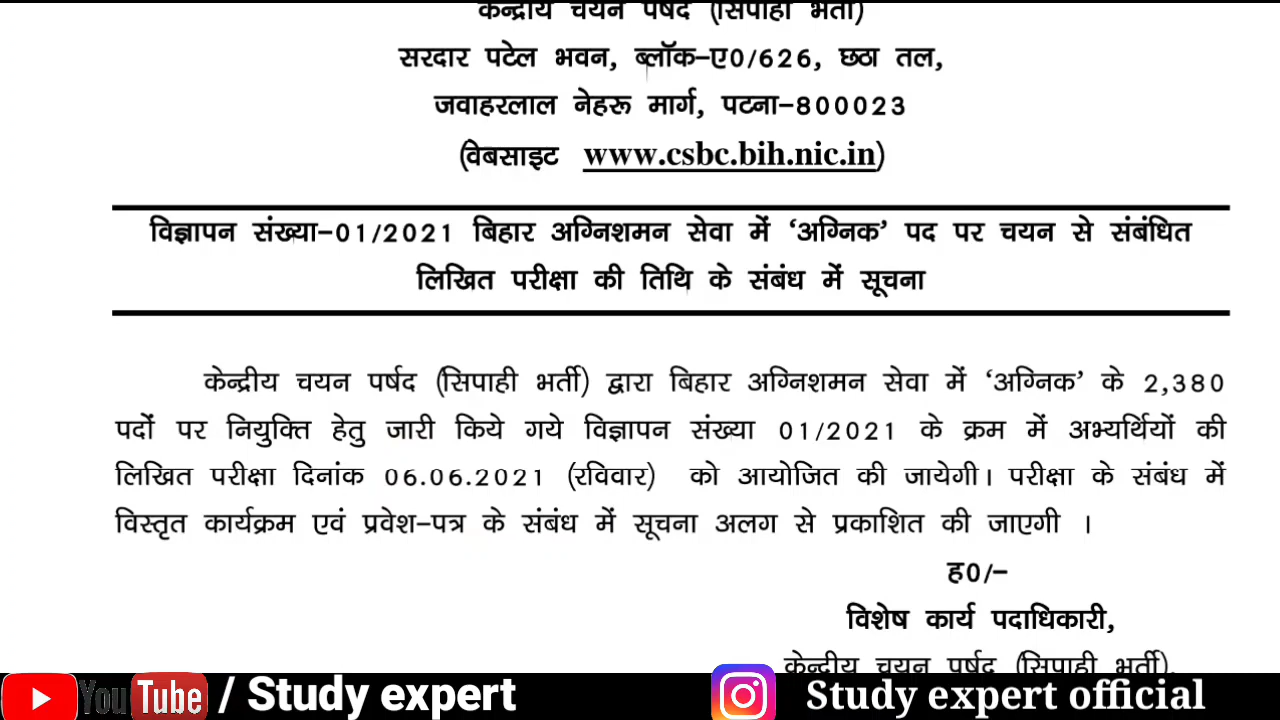 केन्द्रीय चयन पर्षद (सिपाही भर्ती)
सरदार पटेल भवन, ब्लॉक-ए0/626, छठा तल,
जवाहरलाल नेहरू मार्ग, पटना-800023
(वेबसाइट www.csbc.bih.nic.in)
विज्ञापन संख्या-01/2021 बिहार अग्निशमन सेवा में ‘अग्निक’ पद पर चयन से संबंधित
लिखित परीक्षा की तिथि के संबंध में सूचना
केन्द्रीय चयन पर्षद (सिपाही भर्ती) द्वारा बिहार अग्निशमन सेवा में ‘अग्निक’ के 2,380
पदों पर नियुक्ति हेतु जारी किये गये विज्ञापन संख्या 01/2021 के क्रम में अभ्यर्थियों की
लिखित परीक्षा दिनांक 06.06.2021 (रविवार) को आयोजित की जायेगी। परीक्षा के संबंध में
विस्तृत कार्यक्रम एवं प्रवेश-पत्र के संबंध में सूचना अलग से प्रकाशित की जाएगी ।
ह0/-
विशेष कार्य पदाधिकारी,
केन्द्रीय चयन पर्षद (सिपाही भर्ती),
YouTube / Study expert
Study expert official